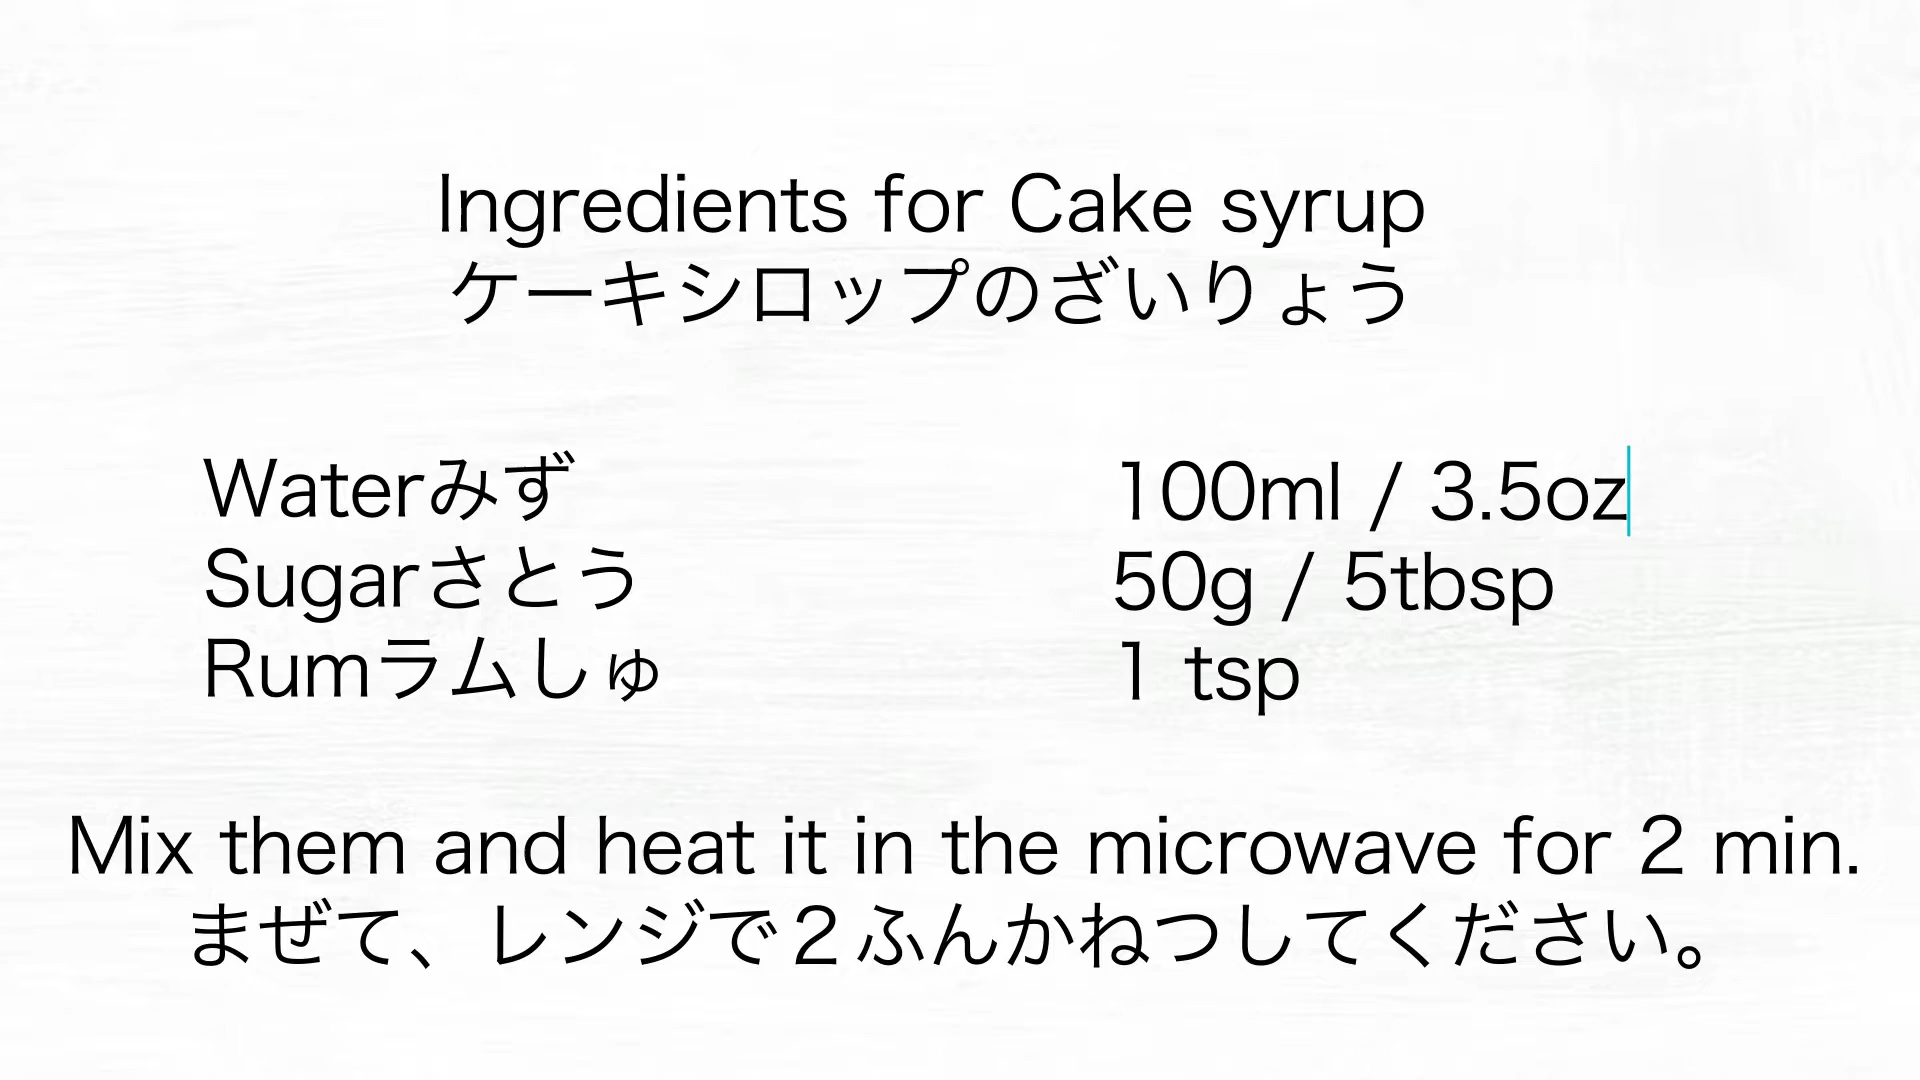 Ingredients for Cake syrup
ケーキシロップのざいりょう
Waterみず 100ml / 3.5oz
Sugarさとう 50g / 5tbsp
Rumラムしゅ 1 tsp
Mix them and heat it in the microwave for 2 min.
まぜて、レンジで２ふんかねつしてください。